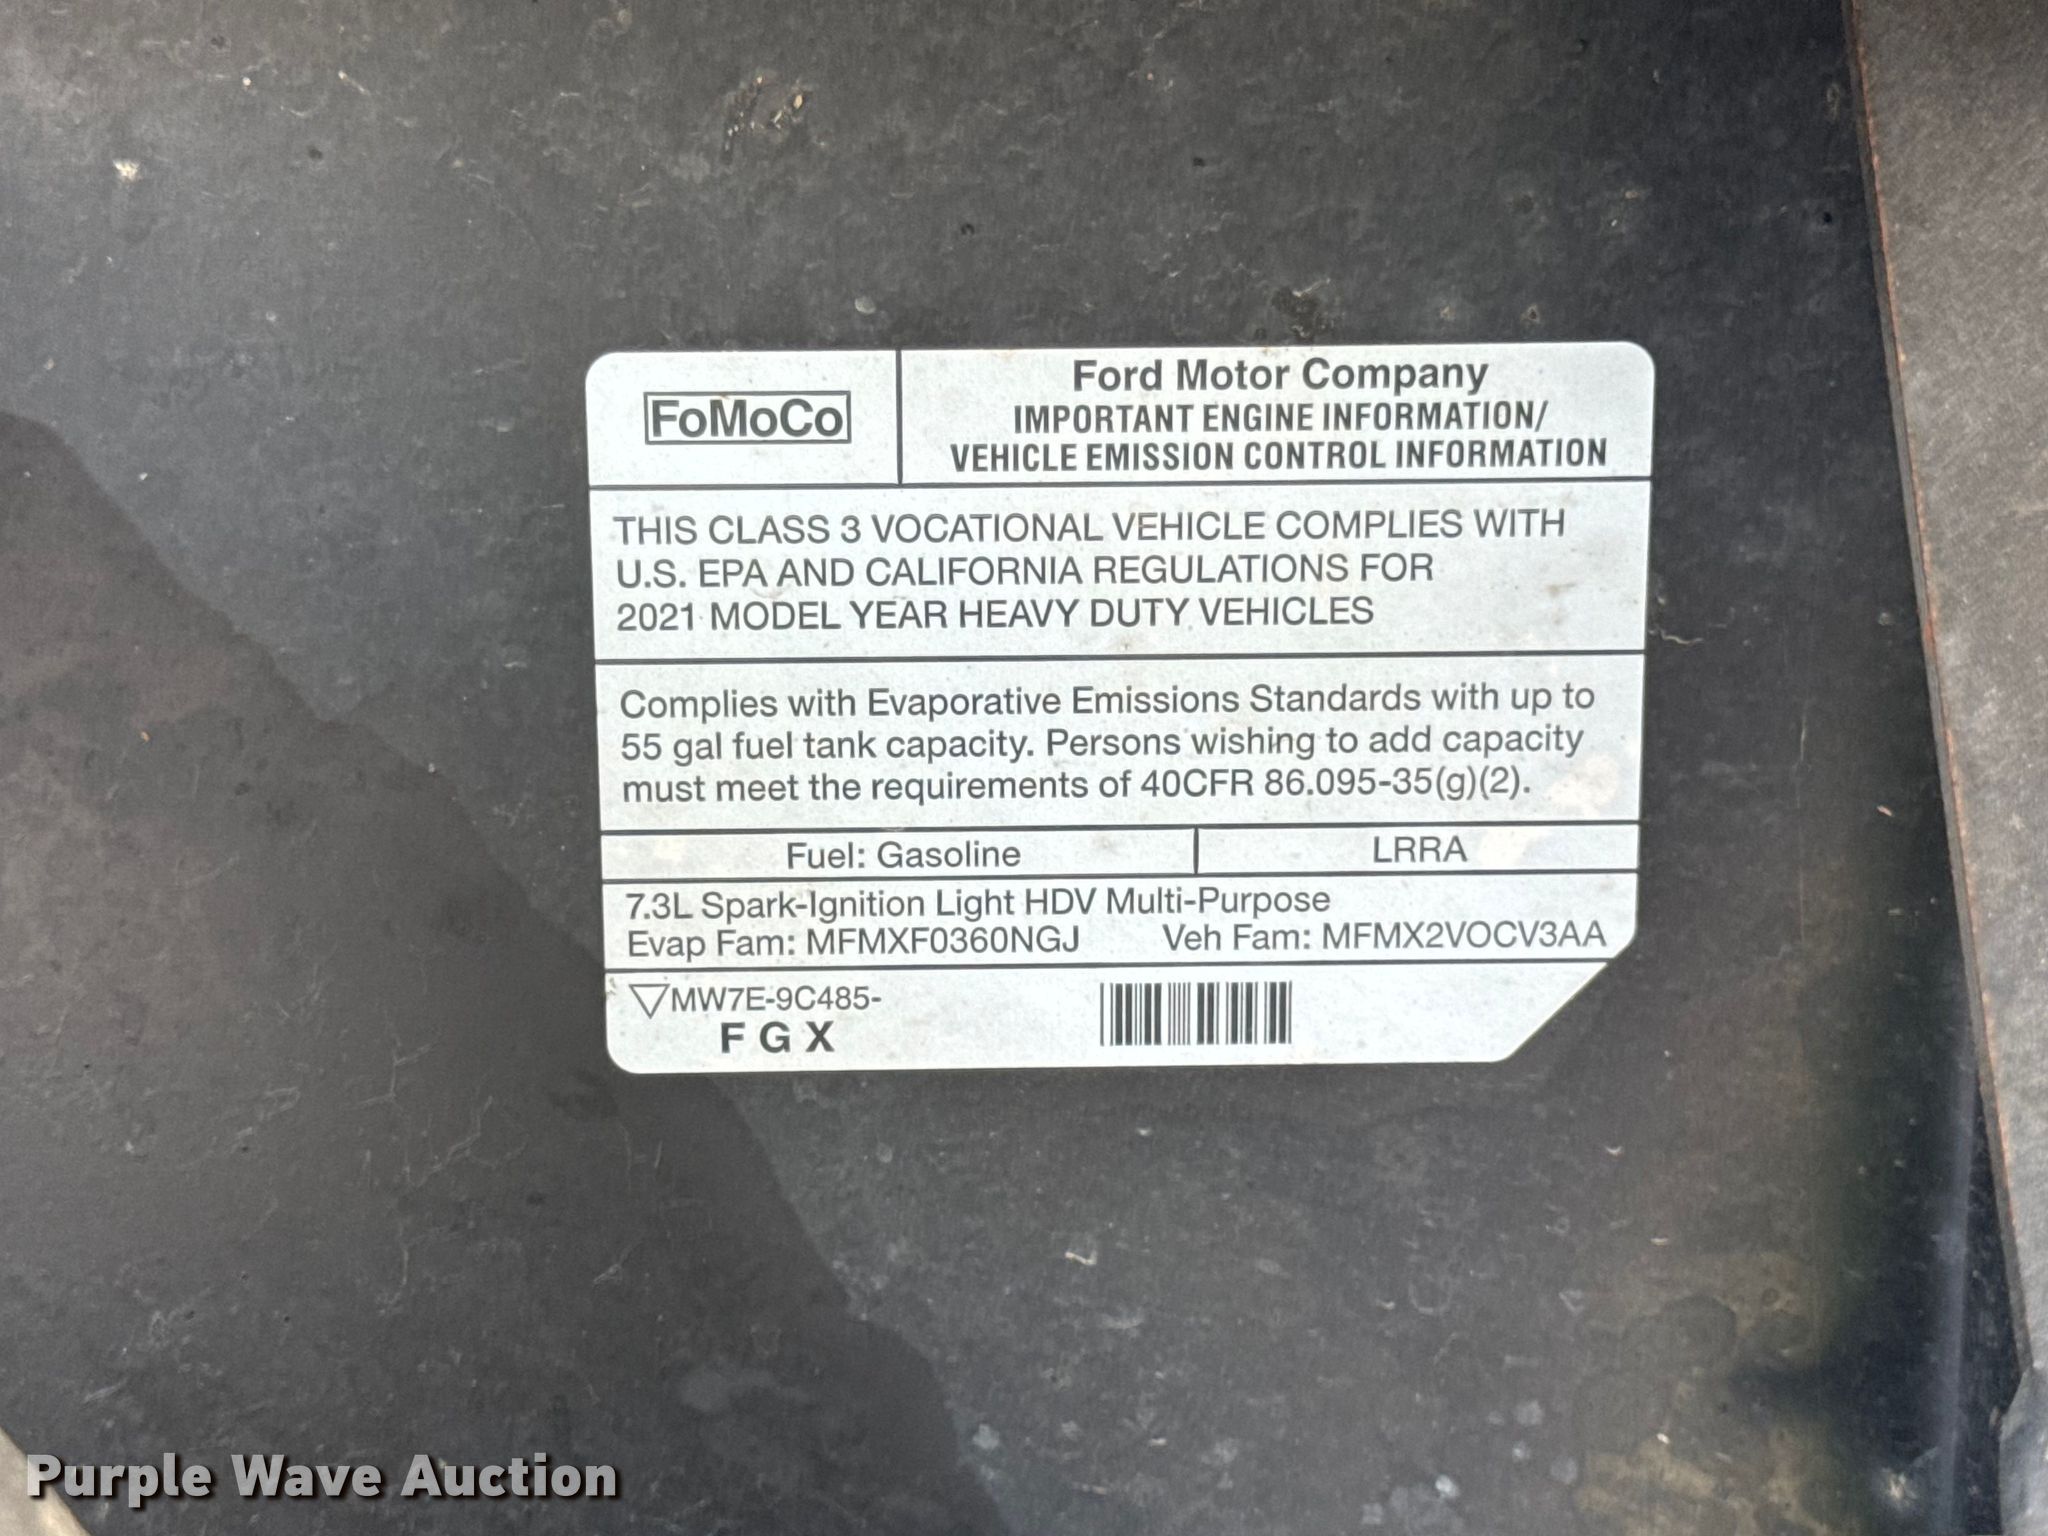 FoMoCo
Ford Motor Company
IMPORTANT ENGINE INFORMATION/
VEHICLE EMISSION CONTROL INFORMATION
THIS CLASS 3 VOCATIONAL VEHICLE COMPLIES WITH
U.S. EPA AND CALIFORNIA REGULATIONS FOR
2021 MODEL YEAR HEAVY DUTY VEHICLES
Complies with Evaporative Emissions Standards with up to
55 gal fuel tank capacity. Persons wishing to add capacity
must meet the requirements of 40CFR 86.095-35(g)(2).
Fuel: Gasoline
LRRA
7.3L Spark-Ignition Light HDV Multi-Purpose
Evap Fam: MFMXF0360NGJ Veh Fam: MFMX2VOCV3AA
MW7E-9C485-
F G X
Purple Wave Auction